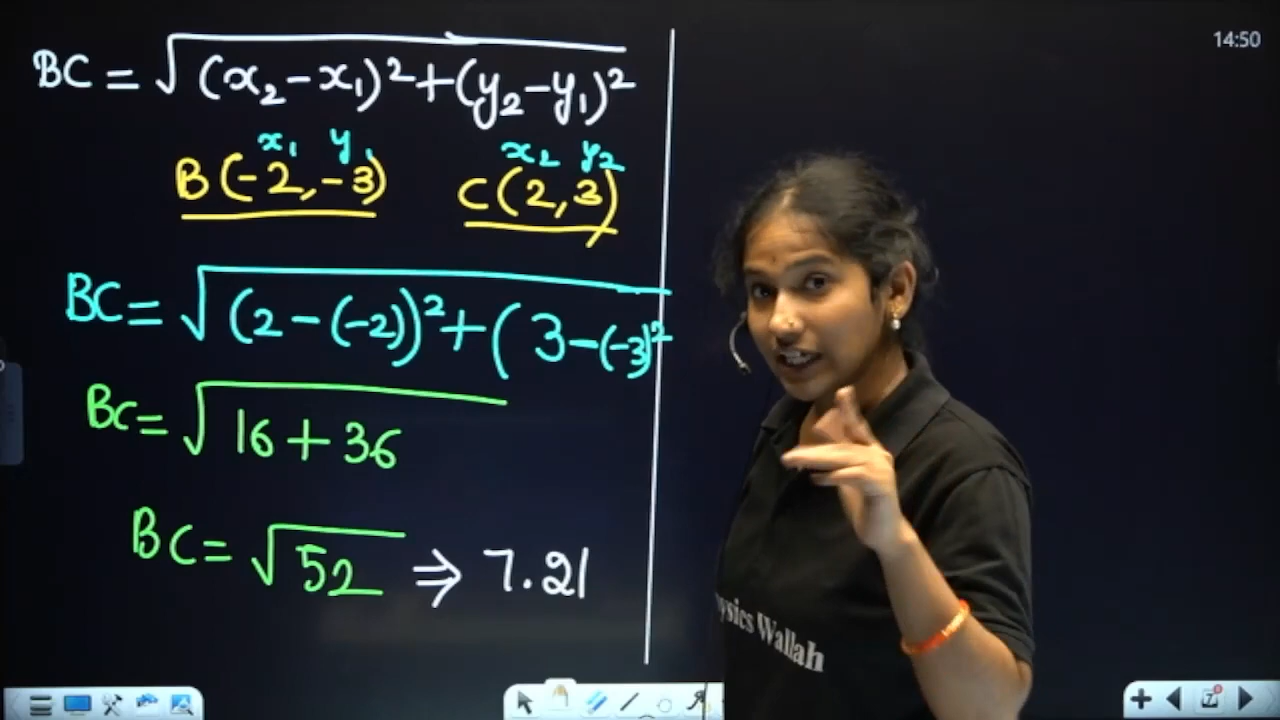 BC = √(x₂ - x₁)² + (y₂ - y₁)²
x₁ y₁ x₂ y₂
B(-2, -3) C(2, 3)
BC = √(2 - (-2))² + (3 - (-3)²
BC = √16 + 36
BC = √52 ⇒ 7.21
14:50
ysics Wallah